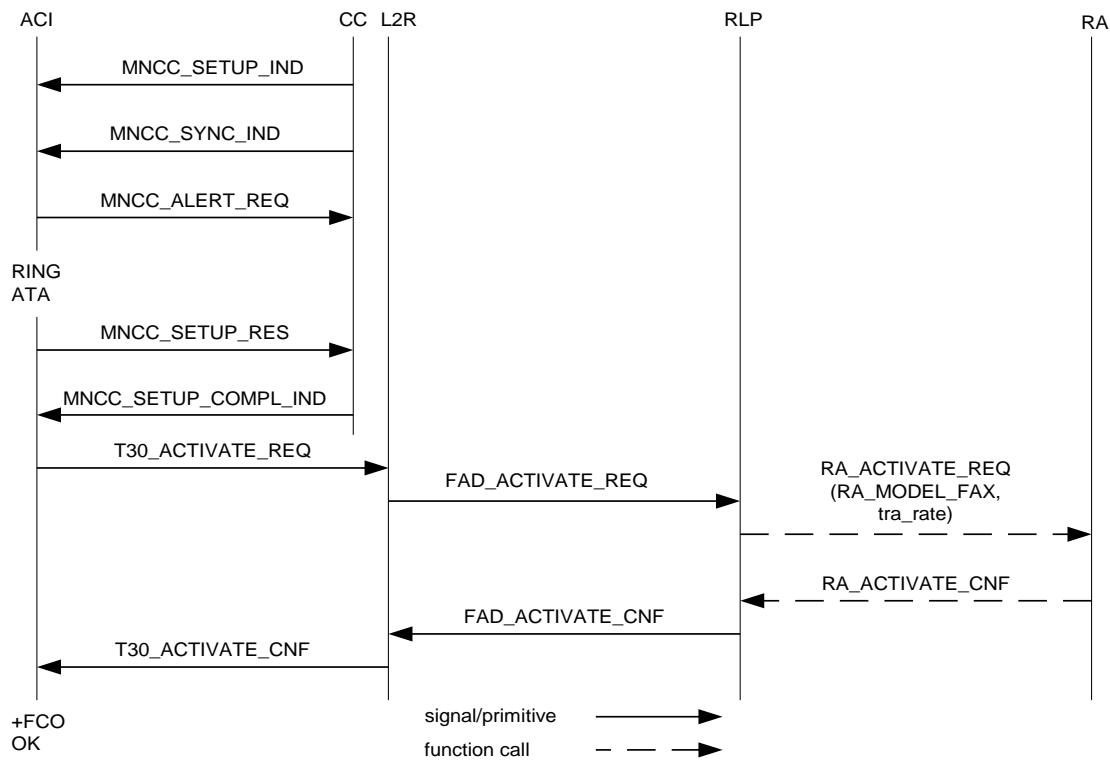 ACI CC L2R RLP RA
MNCC_SETUP_IND
MNCC_SYNC_IND
MNCC_ALERT_REQ
RING
ATA
MNCC_SETUP_RES
MNCC_SETUP_COMPL_IND
T30_ACTIVATE_REQ
FAD_ACTIVATE_REQ
RA_ACTIVATE_REQ
(RA_MODEL_FAX,
tra_rate)
RA_ACTIVATE_CNF
FAD_ACTIVATE_CNF
T30_ACTIVATE_CNF
+FCO
OK
signal/primitive
function call